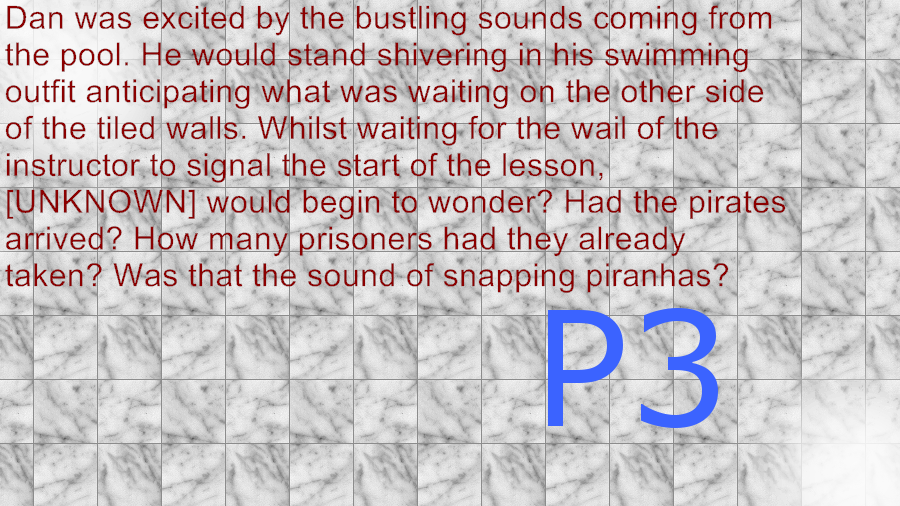 Dan was excited by the bustling sounds coming from
the pool. He would stand shivering in his swimming
outfit anticipating what was waiting on the other side
of the tiled walls. Whilst waiting for the wail of the
instructor to signal the start of the lesson,
[UNKNOWN] would begin to wonder? Had the pirates
arrived? How many prisoners had they already
taken? Was that the sound of snapping piranhas?
P3